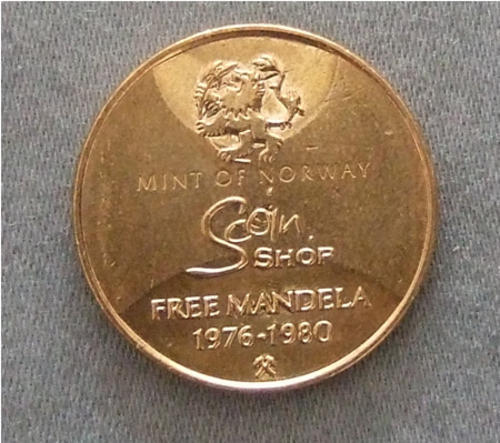 MINT OF NORWAY
Scoin
SHOP
FREE MANDELA
1976-1980